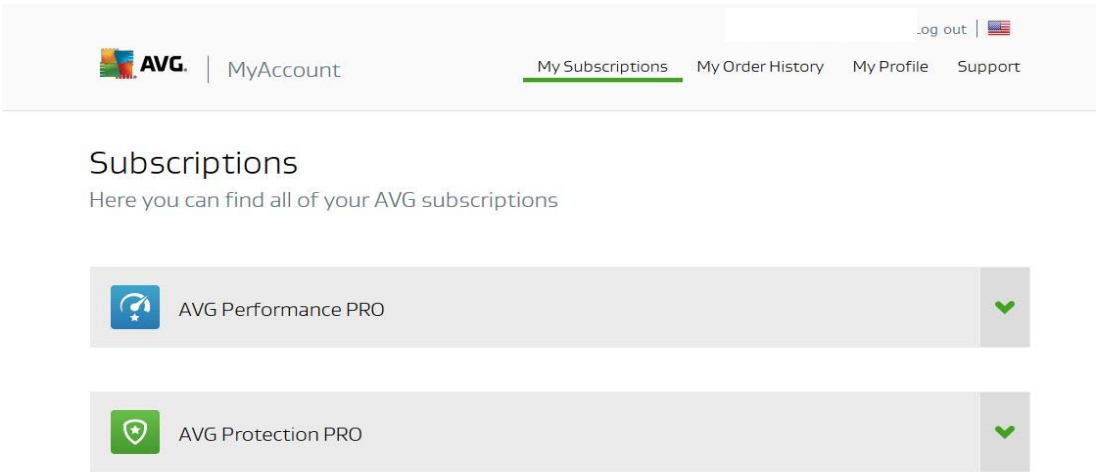 Log out |
AVG. | MyAccount
My Subscriptions My Order History My Profile Support
Subscriptions
Here you can find all of your AVG subscriptions
AVG Performance PRO
AVG Protection PRO